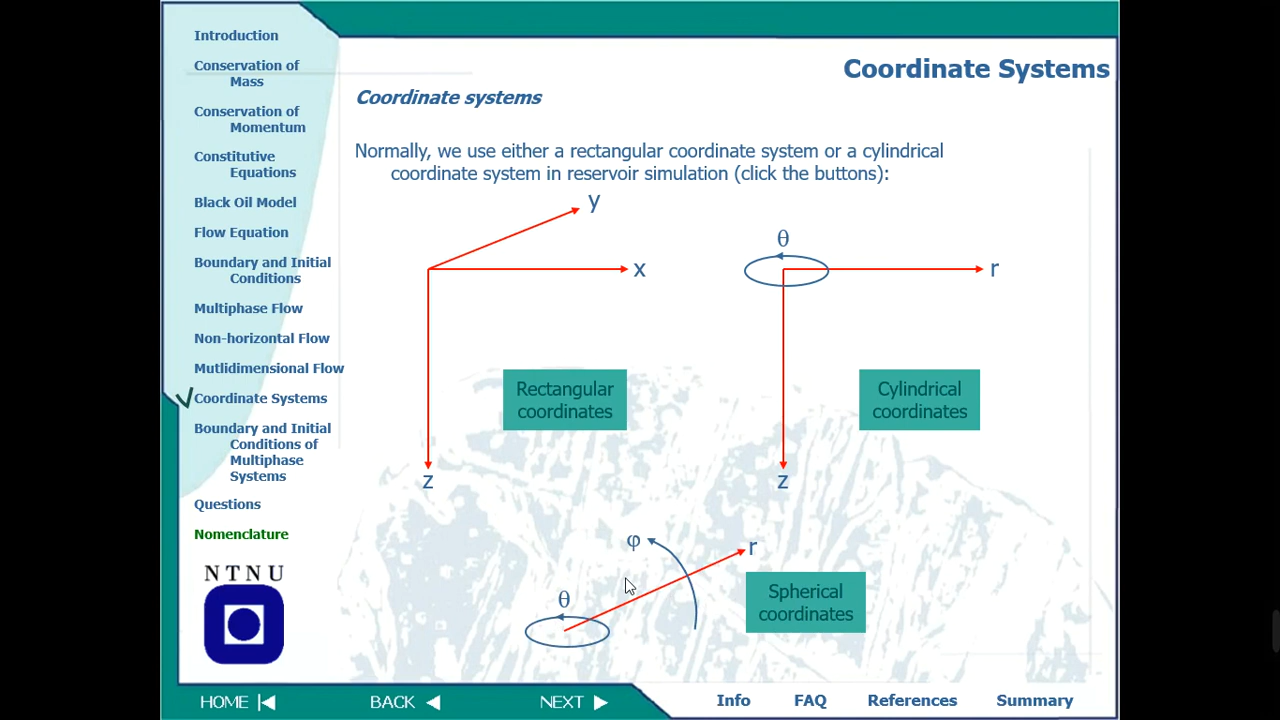 Introduction
Conservation of
Mass
Conservation of
Momentum
Constitutive
Equations
Black Oil Model
Flow Equation
Boundary and Initial
Conditions
Multiphase Flow
Non-horizontal Flow
Mutlidimensional Flow
Coordinate Systems
Boundary and Initial
Conditions of
Multiphase
Systems
Questions
Nomenclature
NTNU
Coordinate Systems
Coordinate systems
Normally, we use either a rectangular coordinate system or a cylindrical
coordinate system in reservoir simulation (click the buttons):
y
x
z
Rectangular
coordinates
θ
r
z
Cylindrical
coordinates
φ
r
θ
Spherical
coordinates
HOME
BACK
NEXT
Info
FAQ
References
Summary